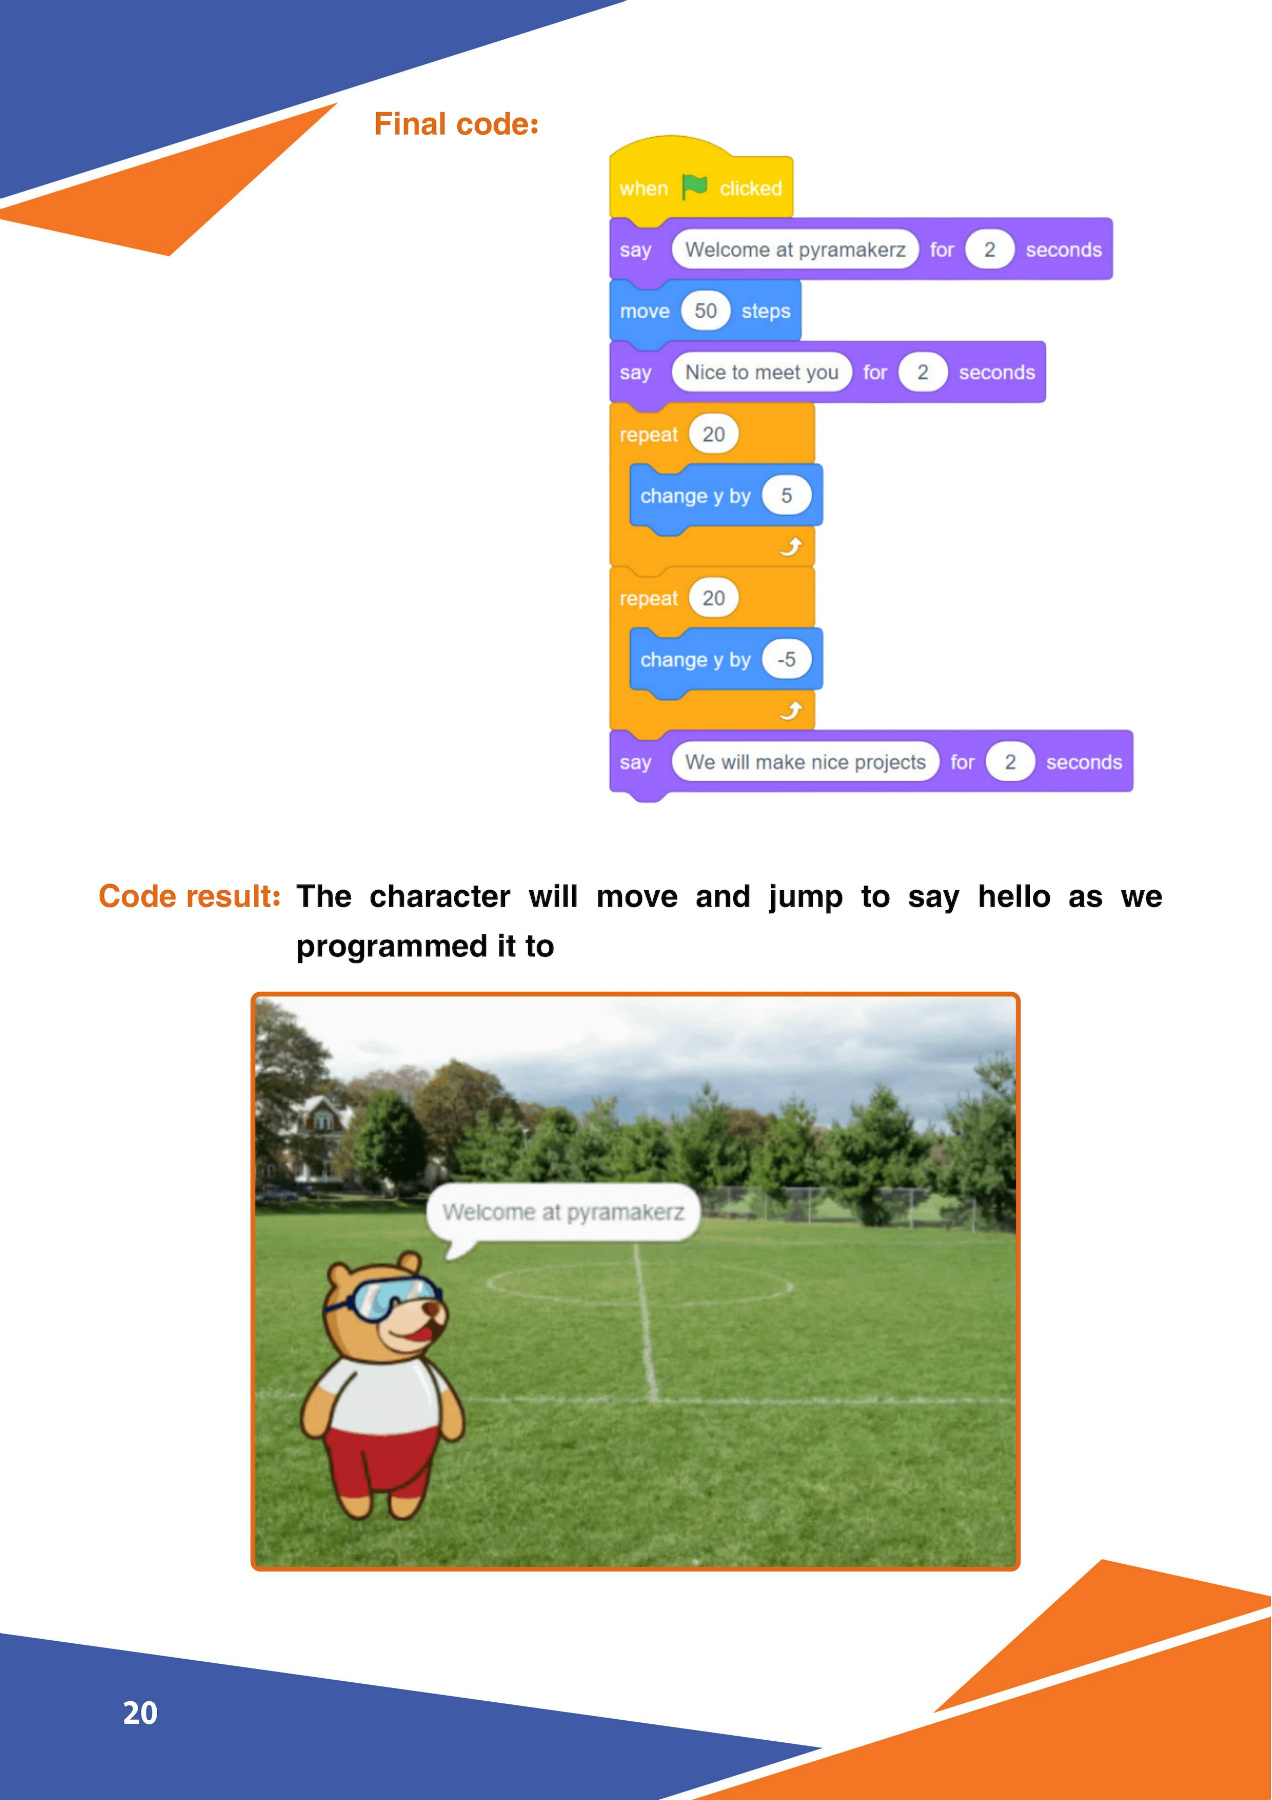 Final code:
when clicked
say Welcome at pyramakerz for 2 seconds
move 50 steps
say Nice to meet you for 2 seconds
repeat 20
change y by 5
repeat 20
change y by -5
say We will make nice projects for 2 seconds
Code result: The character will move and jump to say hello as we
programmed it to
Welcome at pyramakerz
20